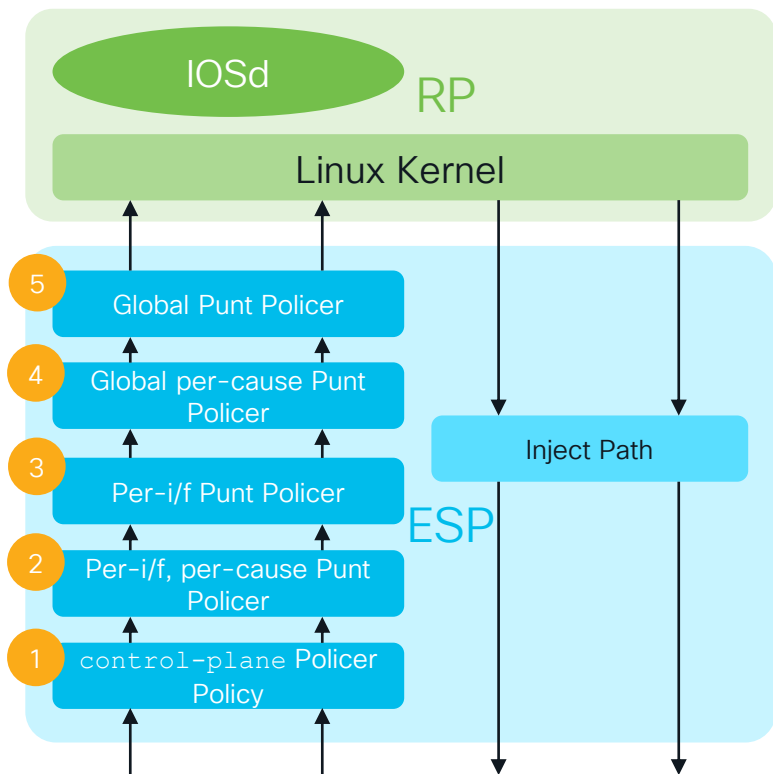 IOSd
RP
Linux Kernel
5
Global Punt Policer
4
Global per-cause Punt
Policer
3
Per-i/f Punt Policer
Inject Path
ESP
2
Per-i/f, per-cause Punt
Policer
1
control-plane Policer
Policy